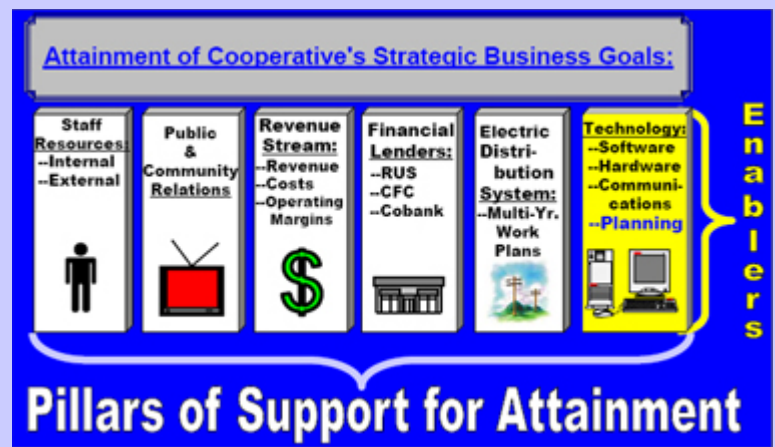 Attainment of Cooperative's Strategic Business Goals:
Staff
Resources:
--Internal
--External
Public
&
Community
Relations
Revenue
Stream:
--Revenue
--Costs
--Operating
Margins
Financial
Lenders:
--RUS
--CFC
--Cobank
Electric
Distri-
bution
System:
--Multi-Yr.
Work
Plans
Technology:
--Software
--Hardware
--Communi-
cations
--Planning
Enablers
Pillars of Support for Attainment